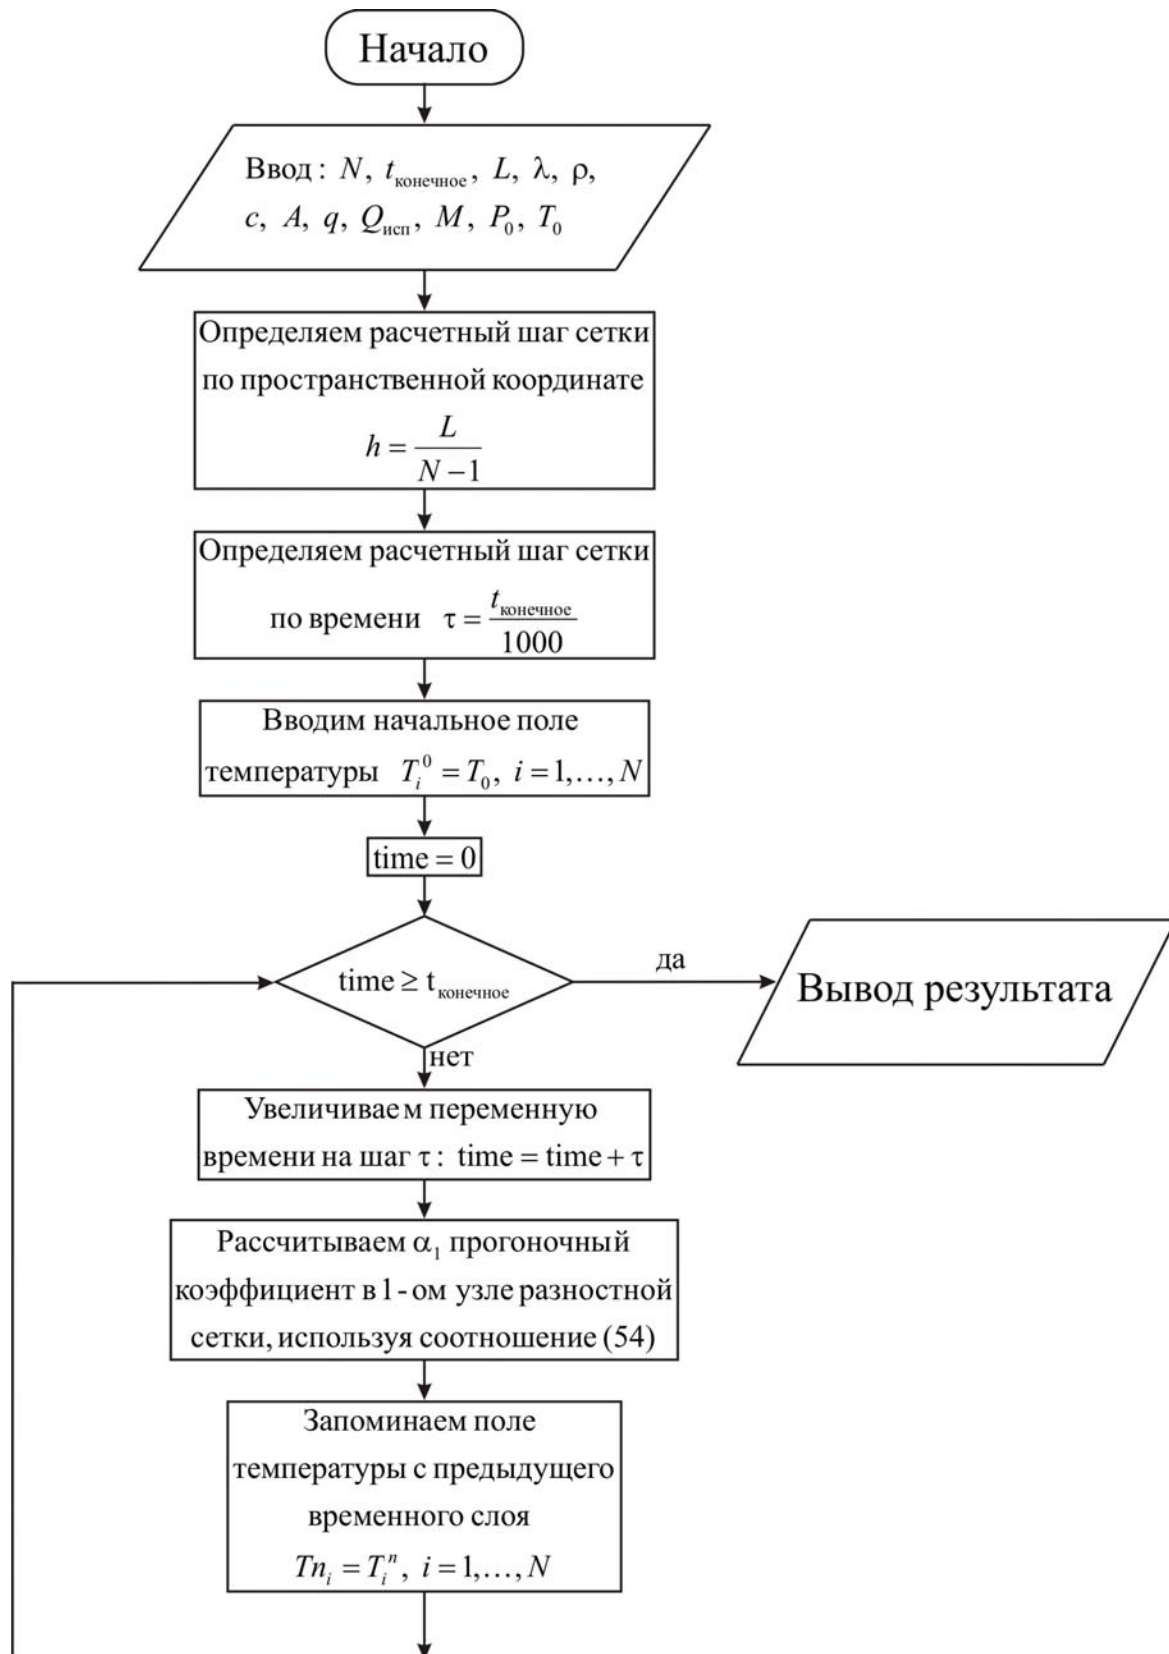 Начало
Ввод: N, t_конечное, L, λ, ρ,
c, A, q, Q_исп, M, P_0, T_0
Определяем расчетный шаг сетки
по пространственной координате
h = L / (N − 1)
Определяем расчетный шаг сетки
по времени τ = t_конечное / 1000
Вводим начальное поле
температуры T_i^0 = T_0, i = 1,…, N
time = 0
time ≥ t_конечное
да
Вывод результата
нет
Увеличиваем переменную
времени на шаг τ: time = time + τ
Рассчитываем α_1 прогоночный
коэффициент в 1-ом узле разностной
сетки, используя соотношение (54)
Запоминаем поле
температуры с предыдущего
временного слоя
Tn_i = T_i^n, i = 1,…, N